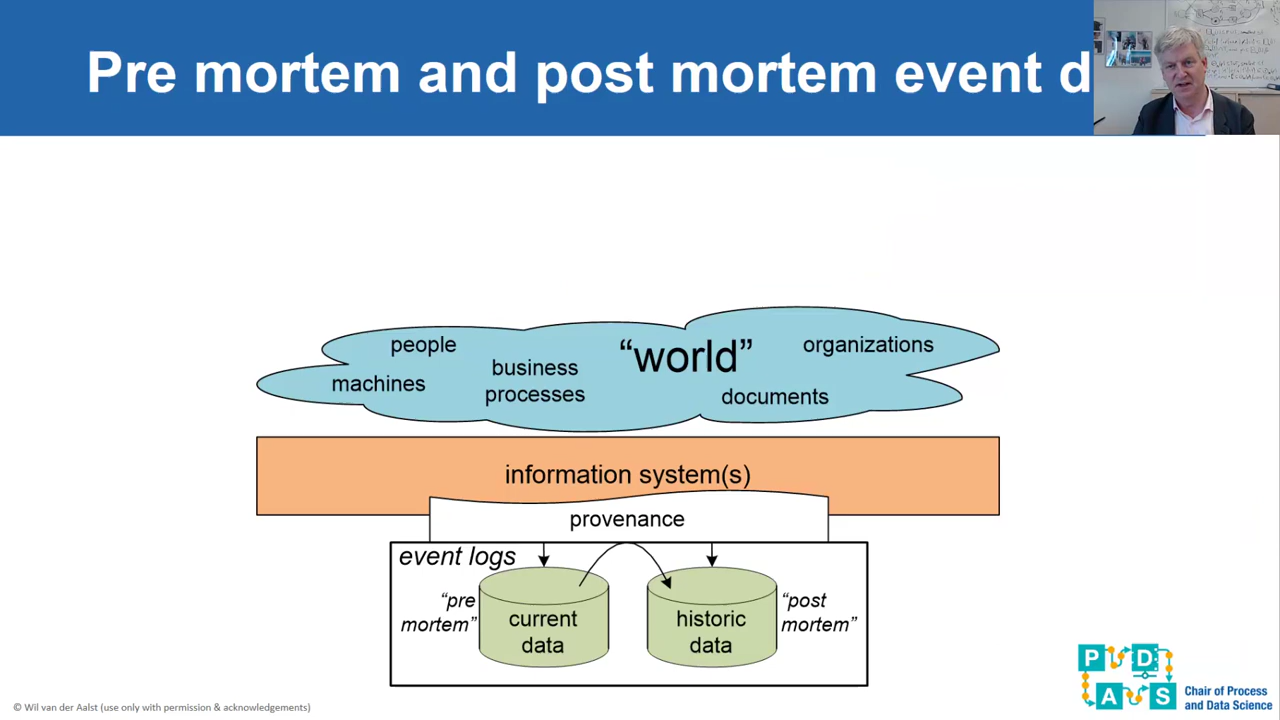 Pre mortem and post mortem event d
people
"world"
organizations
business
processes
machines
documents
information system(s)
provenance
event logs
"pre
mortem"
current
data
historic
data
"post
mortem"
P D
A S
Chair of Process
and Data Science
© Wil van der Aalst (use only with permission & acknowledgements)